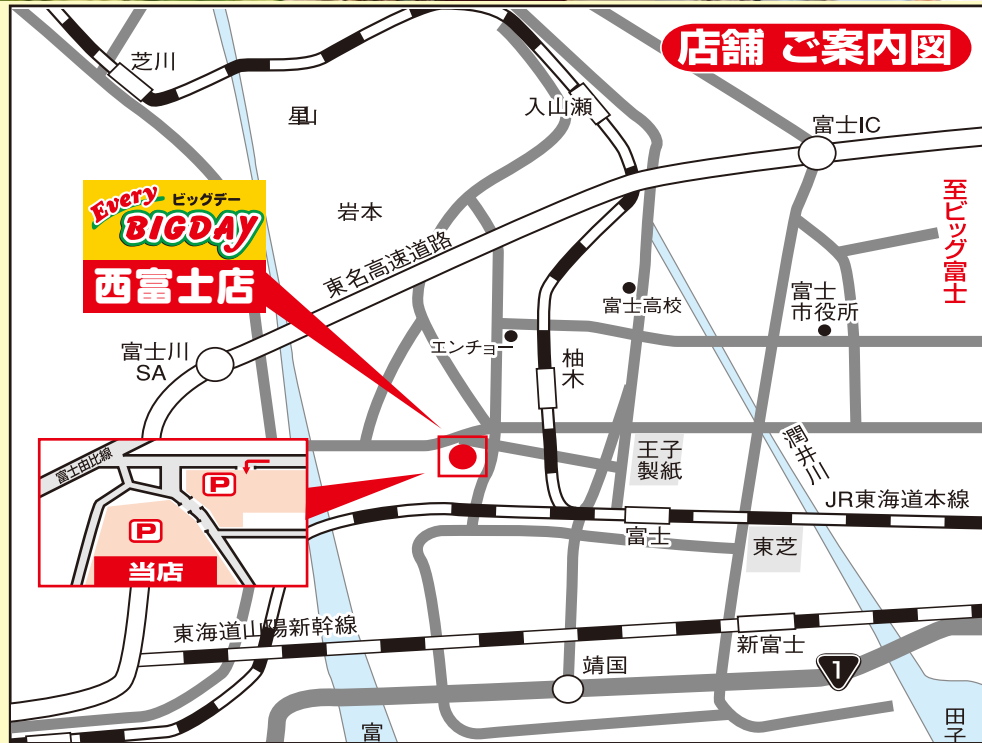 店舗 ご案内図
芝川
星山
入山瀬
富士IC
Every ビッグデー
BIGDAY
西富士店
岩本
東名高速道路
至ビッグ富士
富士高校
富士
市役所
エンチョー
富士川
SA
柚木
富士由比線
P
P
当店
王子
製紙
潤井川
JR東海道本線
富士
東芝
東海道山陽新幹線
新富士
靖国
1
富
田子